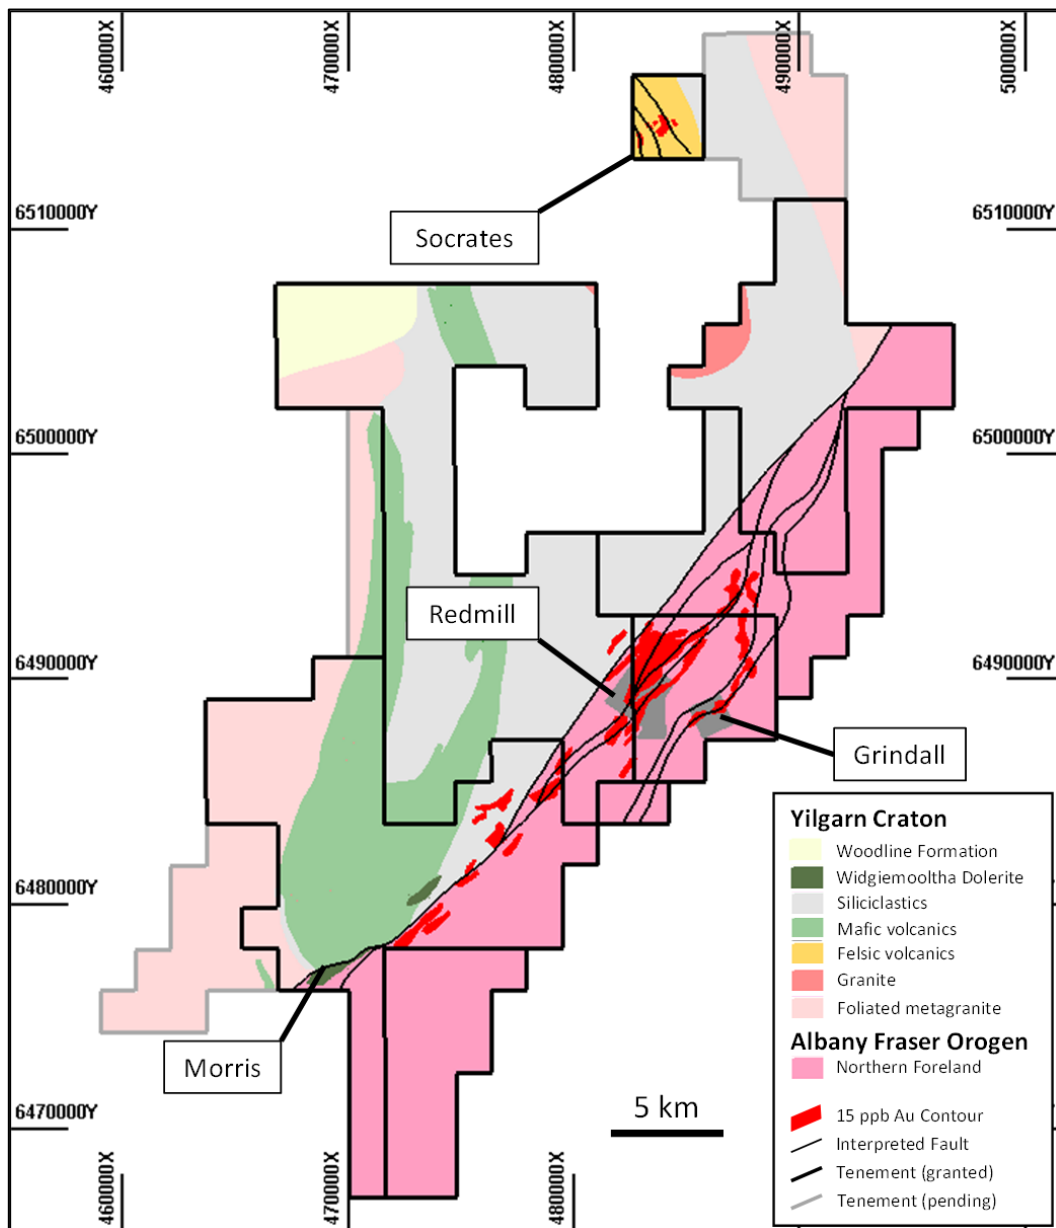 460000X
470000X
480000X
490000X
500000X
Socrates
6510000Y
6510000Y
6500000Y
6500000Y
Redmill
6490000Y
6490000Y
Grindall
Yilgarn Craton
Woodline Formation
Widgiemooltha Dolerite
Siliciclastics
Mafic volcanics
Felsic volcanics
Granite
Foliated metagranite
Albany Fraser Orogen
Northern Foreland
15 ppb Au Contour
Interpreted Fault
Tenement (granted)
Tenement (pending)
6480000Y
Morris
5 km
6470000Y
460000X
470000X
480000X